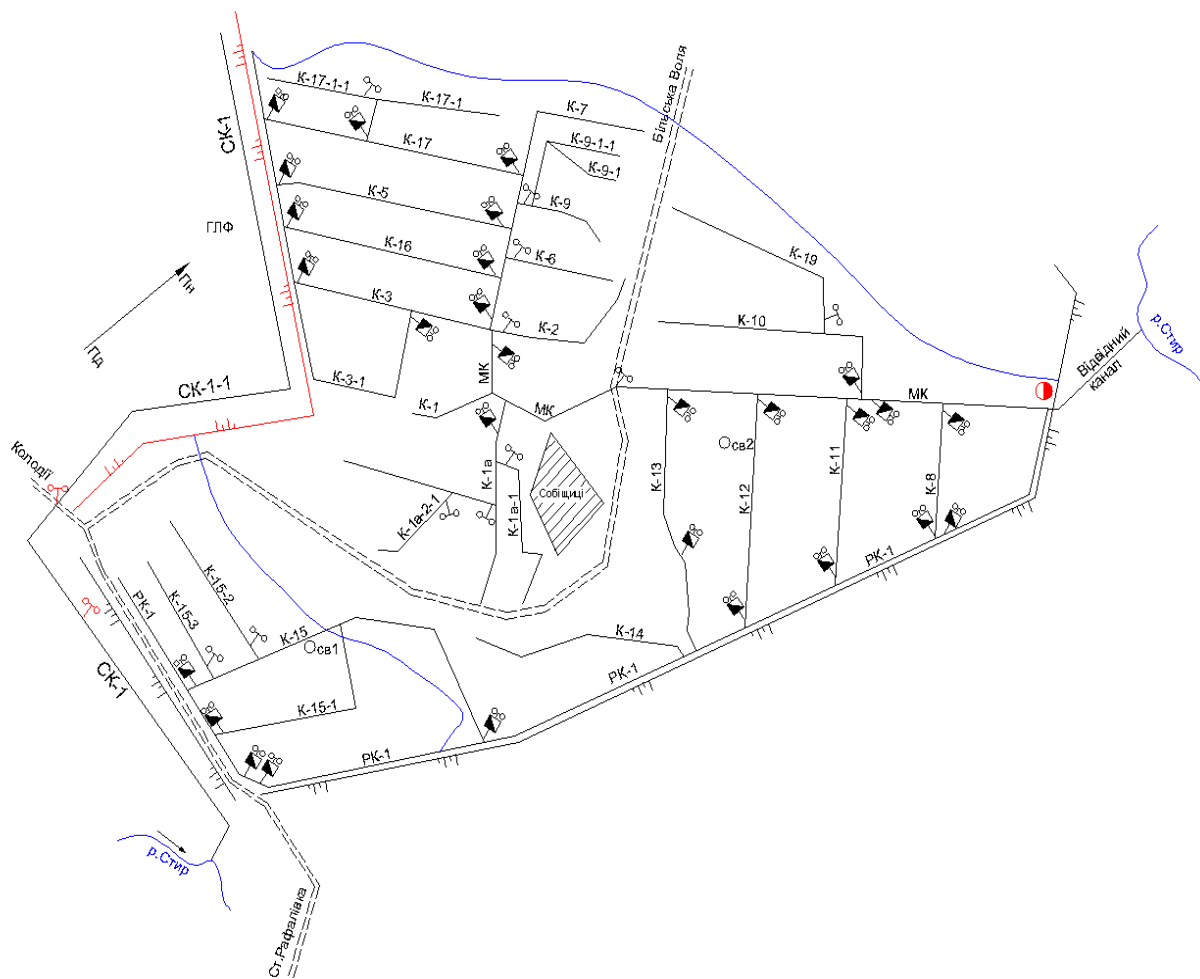 К-17-1-1
К-17-1
К-7
Більська Воля
СК-1
К-17
К-9-1-1
К-9-1
К-5
К-9
ГЛФ
К-16
К-6
К-19
Пн
К-3
К-2
К-10
р.Стир
Відвідний
канал
Пд
К-3-1
МК
СК-1-1
К-1
МК
МК
Колодії
св2
К-1а
К-13
К-11
К-8
К-12
Собіщиці
К-1а-1
К-1а-2-1
РК-1
К-15-2
К-15-3
РК-1
К-15
св1
К-14
СК-1
РК-1
К-15-1
РК-1
р.Стир
Ст.Рафалівка